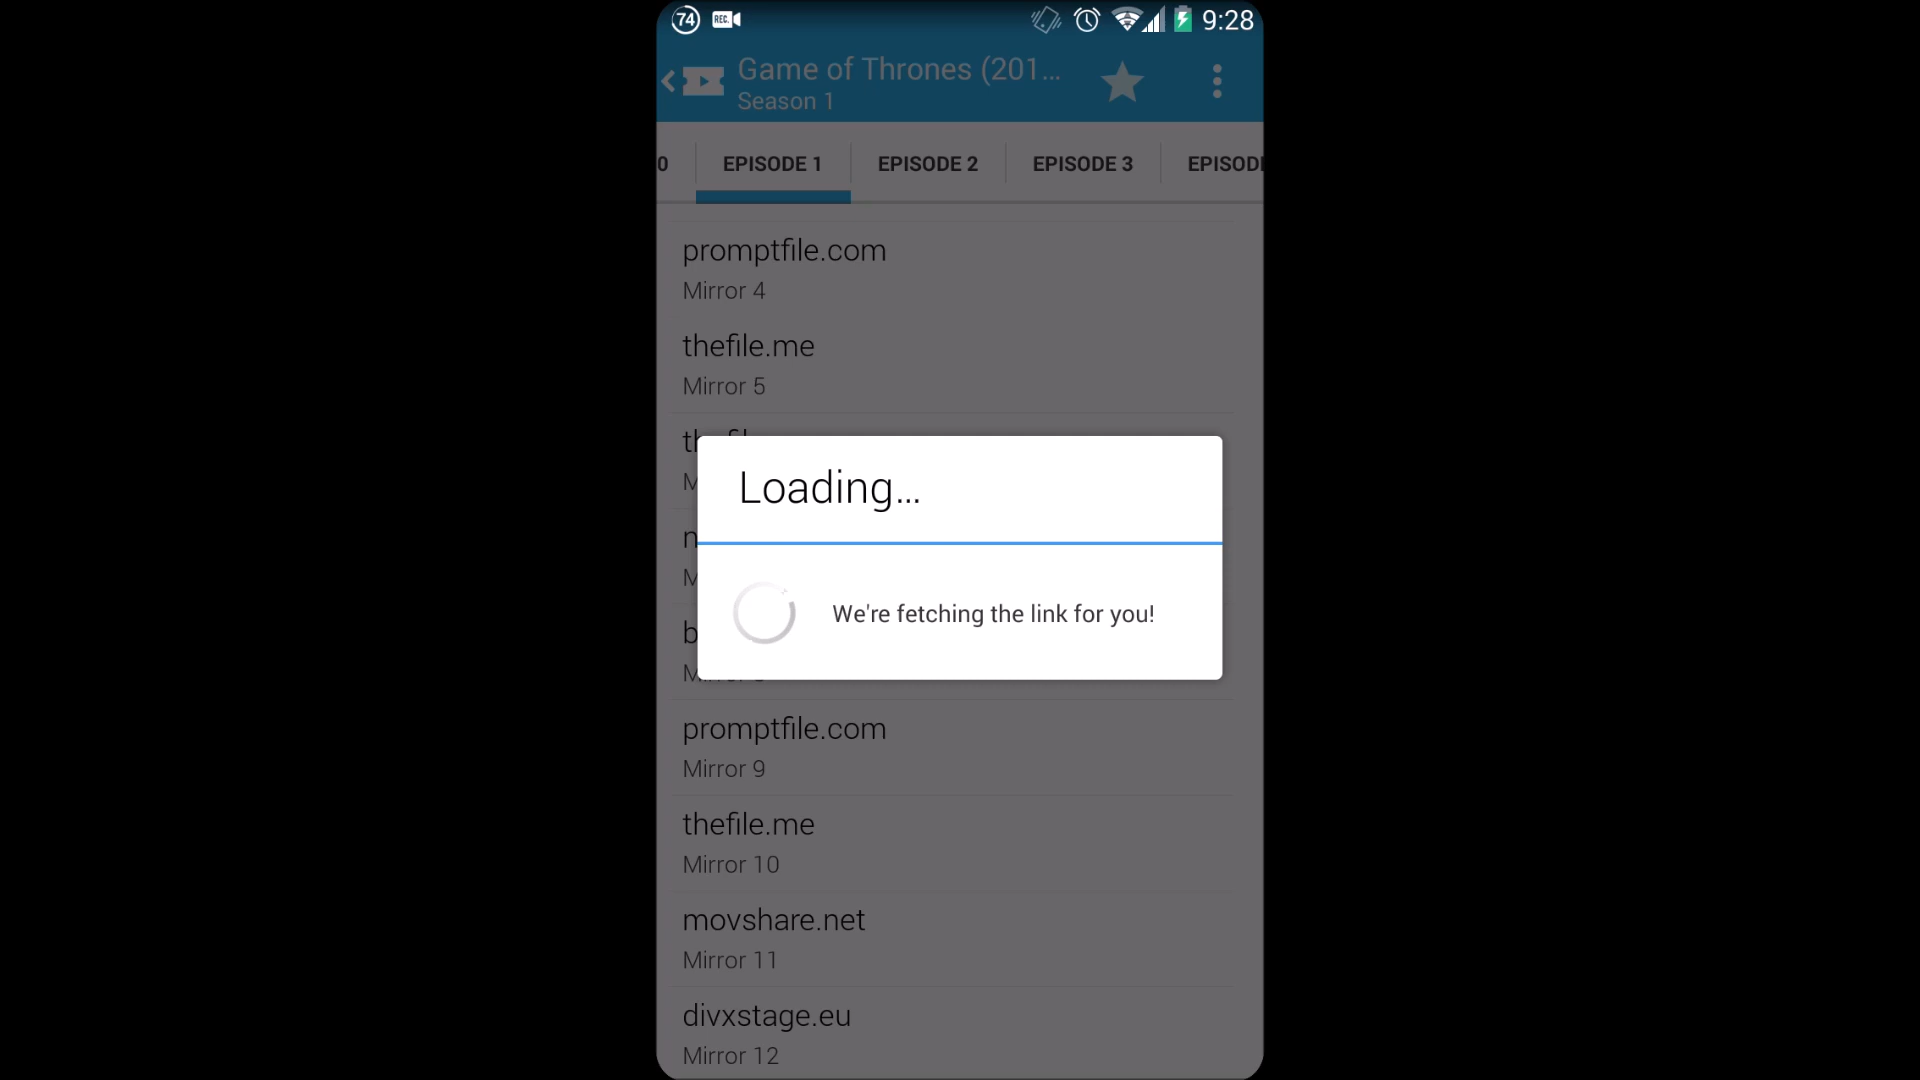 74 REC. 9:28
Game of Thrones (201...
Season 1
0 EPISODE 1 EPISODE 2 EPISODE 3 EPISOD
promptfile.com
Mirror 4
thefile.me
Mirror 5
Loading...
We're fetching the link for you!
promptfile.com
Mirror 9
thefile.me
Mirror 10
movshare.net
Mirror 11
divxstage.eu
Mirror 12